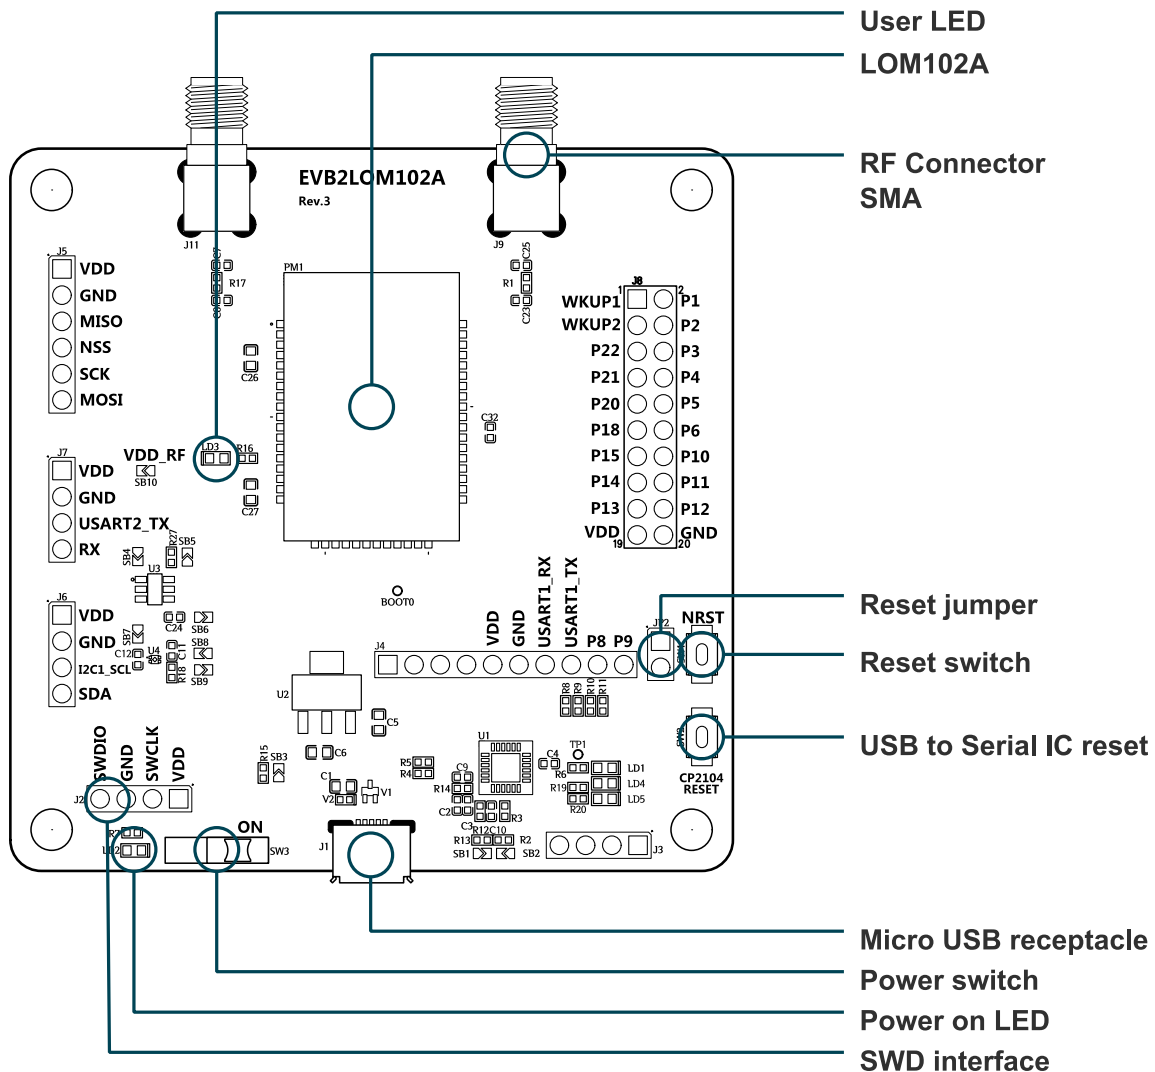 User LED
LOM102A
RF Connector
SMA
EVB2LOM102A
Rev.3
J11
J9
C7
R17
C8
C25
R1
C23
J5
VDD
GND
MISO
NSS
SCK
MOSI
PM1
C26
C32
J8
1 2
WKUP1 P1
WKUP2 P2
P22 P3
P21 P4
P20 P5
P18 P6
P15 P10
P14 P11
P13 P12
VDD GND
19 20
J7
VDD
GND
USART2_TX
RX
VDD_RF
SB10
LD3
R16
C27
SB4
R27
SB5
U3
BOOT0
J6
VDD
GND
I2C1_SCL
SDA
C24
SB6
SB7
SB8
C12
U4
C11
R18
SB9
J4
VDD
GND
USART1_RX
USART1_TX
P8
P9
JP2
NRST
Reset jumper
Reset switch
U2
C5
C6
R8
R9
R10
R11
USB to Serial IC reset
CP2104
RESET
SWDIO
GND
SWCLK
VDD
J2
R15
SB3
C1
V2
V1
R5
R4
C9
R14
C2
C3
U1
C4
TP1
R6
LD1
R19
LD4
R20
LD5
R3
R12
C10
R13
R2
SB1
SB2
J3
ON
SW3
J1
Micro USB receptacle
Power switch
Power on LED
SWD interface